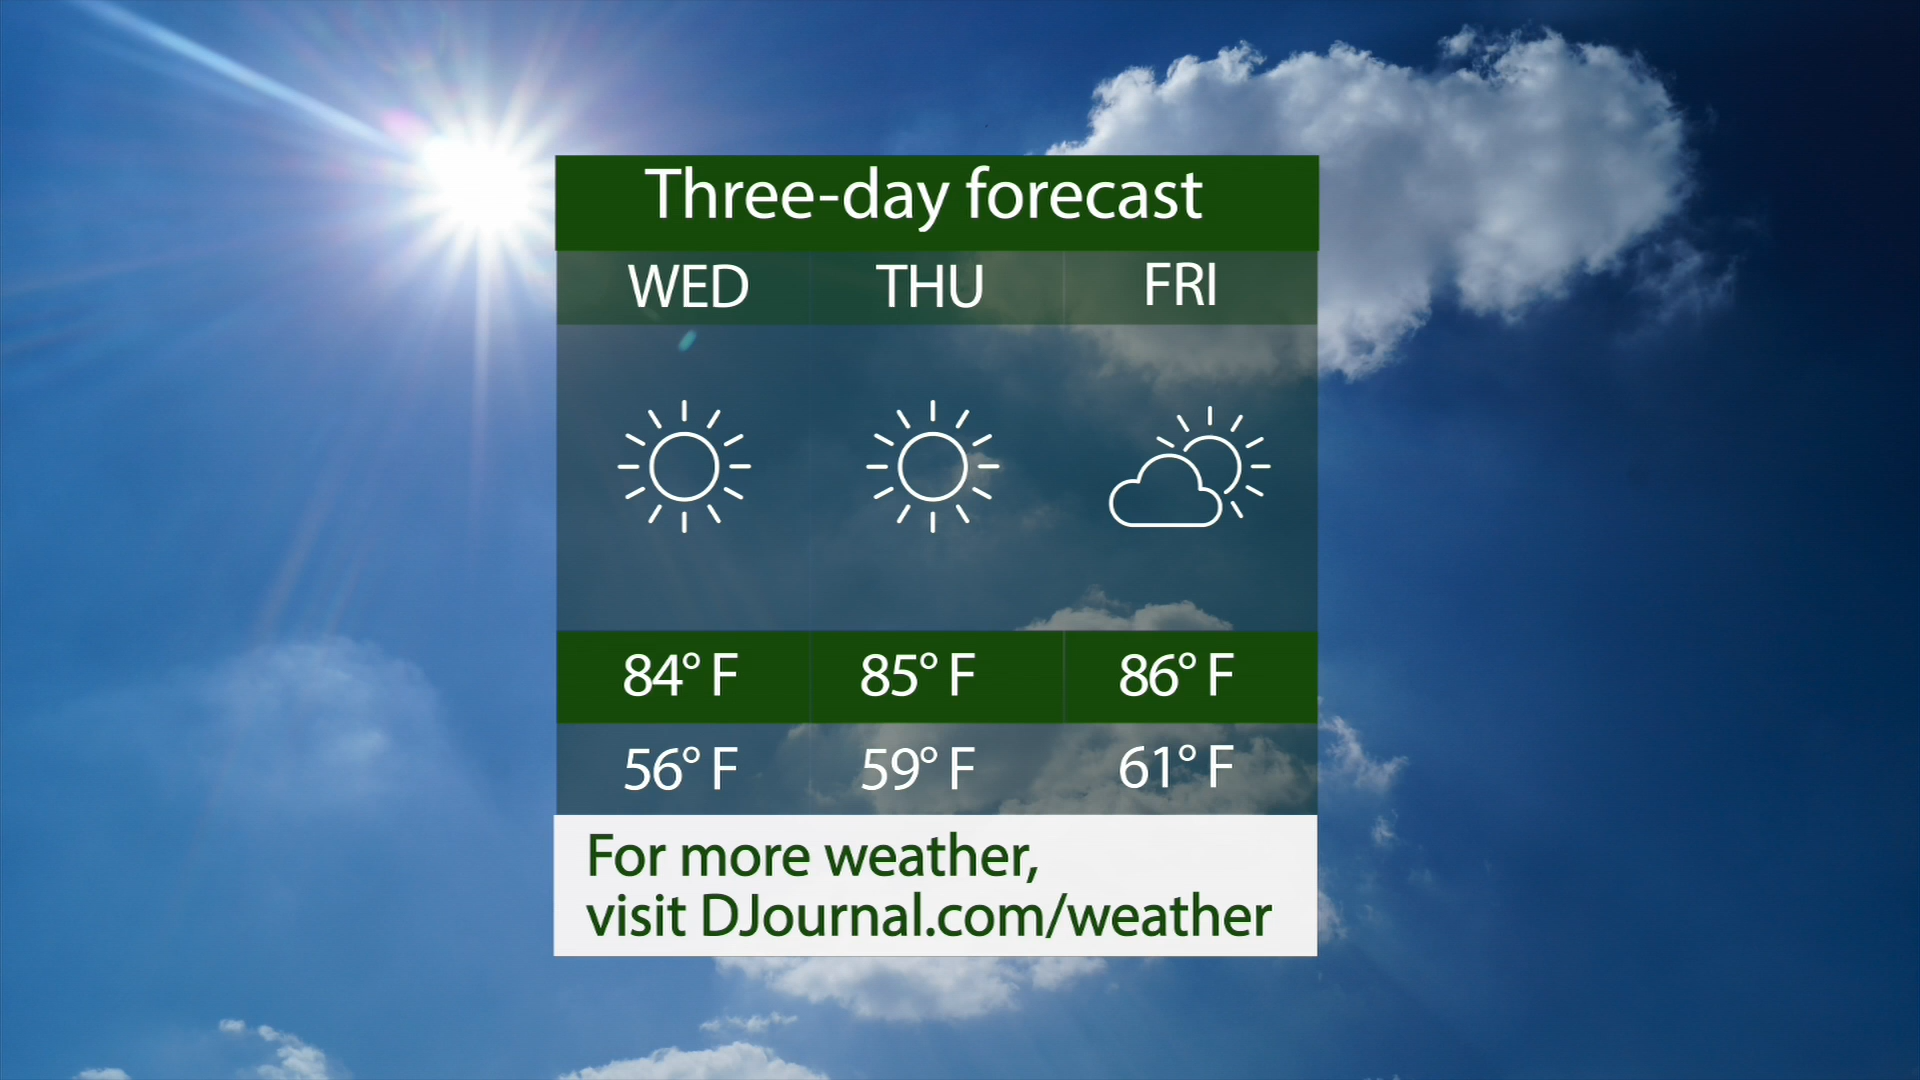 Three-day forecast
WED THU FRI
84° F 85° F 86° F
56° F 59° F 61° F
For more weather,
visit DJournal.com/weather